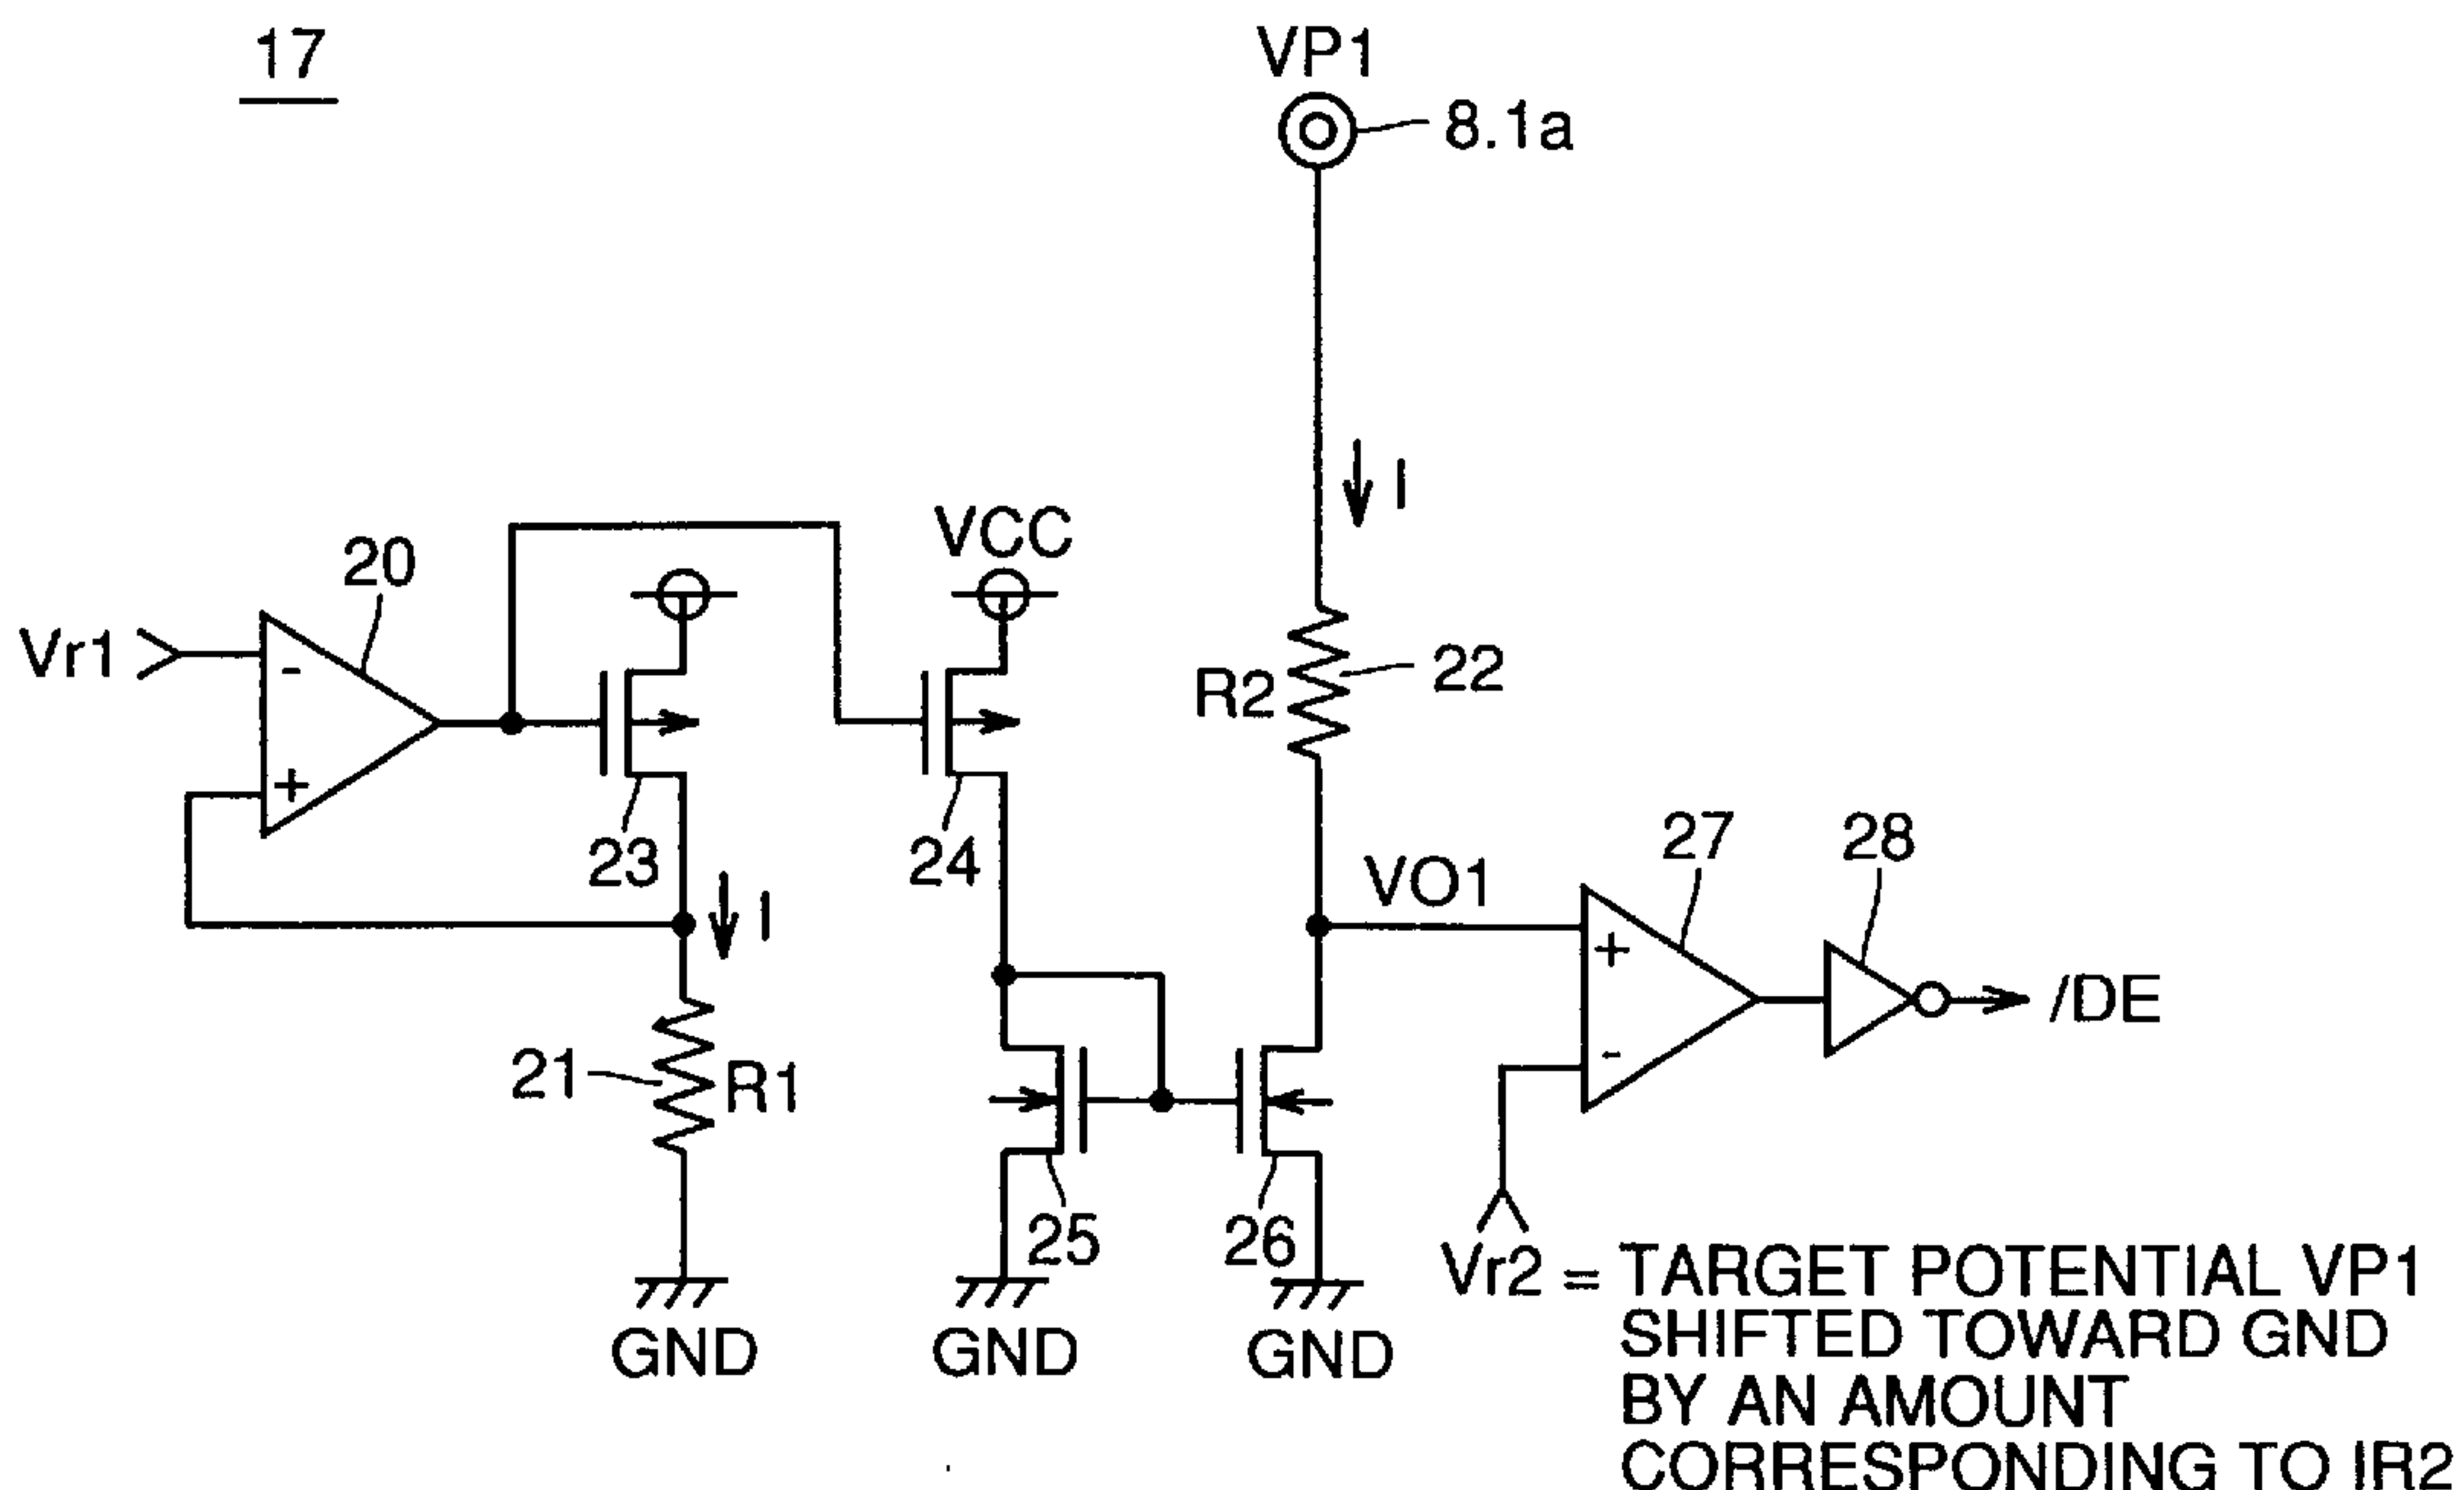 17
VP1
8.1a
I
VCC
20
Vr1
-
+
23
24
I
21
R1
R2
22
VO1
27
28
+
-
/DE
25
26
GND
GND
GND
Vr2 = TARGET POTENTIAL VP1
SHIFTED TOWARD GND
BY AN AMOUNT
CORRESPONDING TO IR2